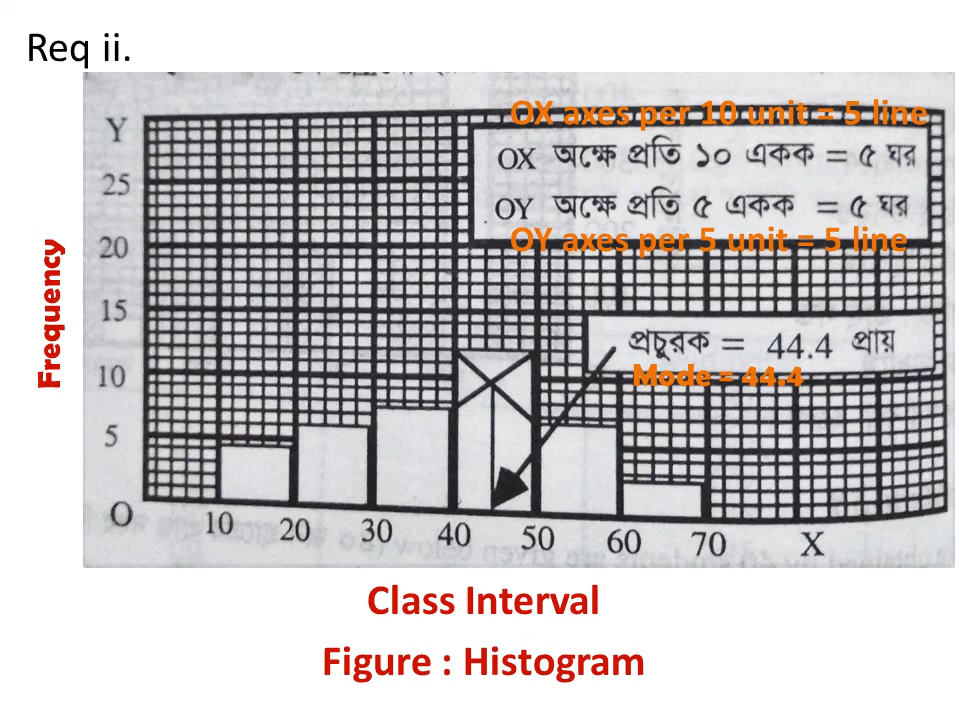 Req ii.
OX axes per 10 unit = 5 line
OX অক্ষে প্রতি ১০ একক = ৫ ঘর
OY অক্ষে প্রতি ৫ একক = ৫ ঘর
OY axes per 5 unit = 5 line
Y
25
20
15
10
5
O
Frequency
প্রচুরক = 44.4 প্রায়
Mode = 44.4
10 20 30 40 50 60 70 X
Class Interval
Figure : Histogram